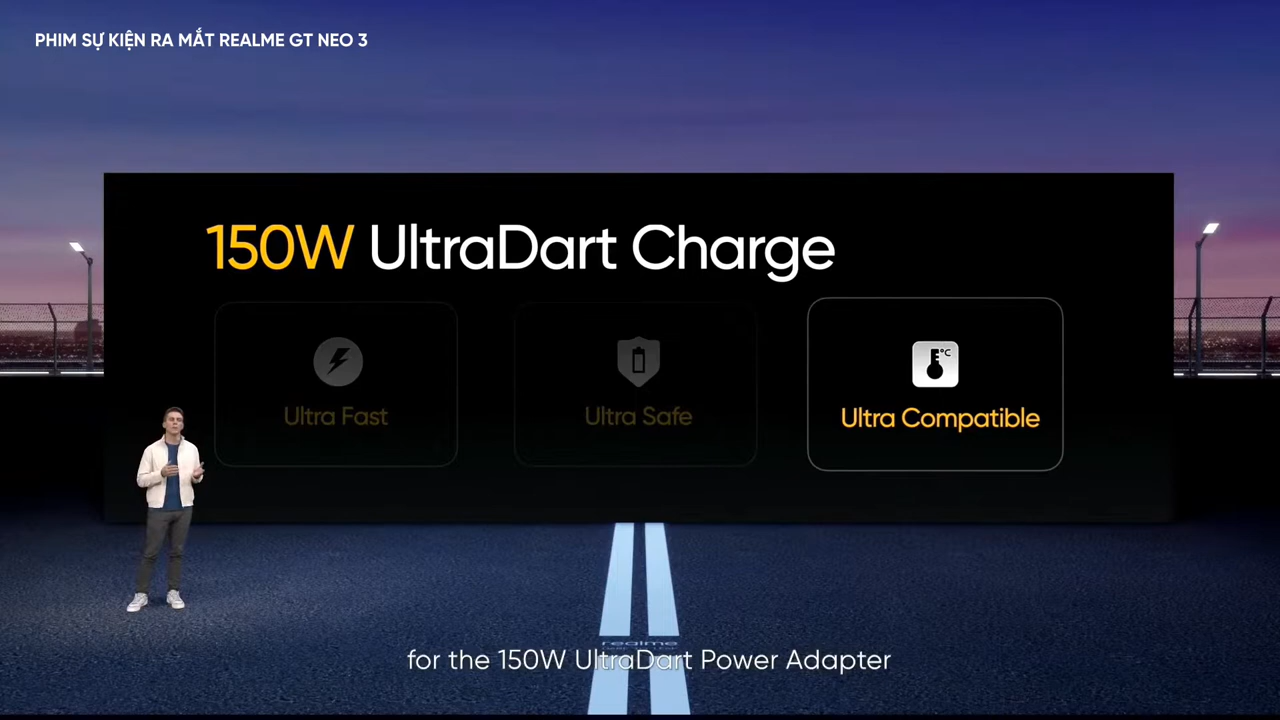 PHIM SỰ KIỆN RA MẮT REALME GT NEO 3
150W UltraDart Charge
°C
Ultra Fast
Ultra Safe
Ultra Compatible
realme
for the 150W UltraDart Power Adapter